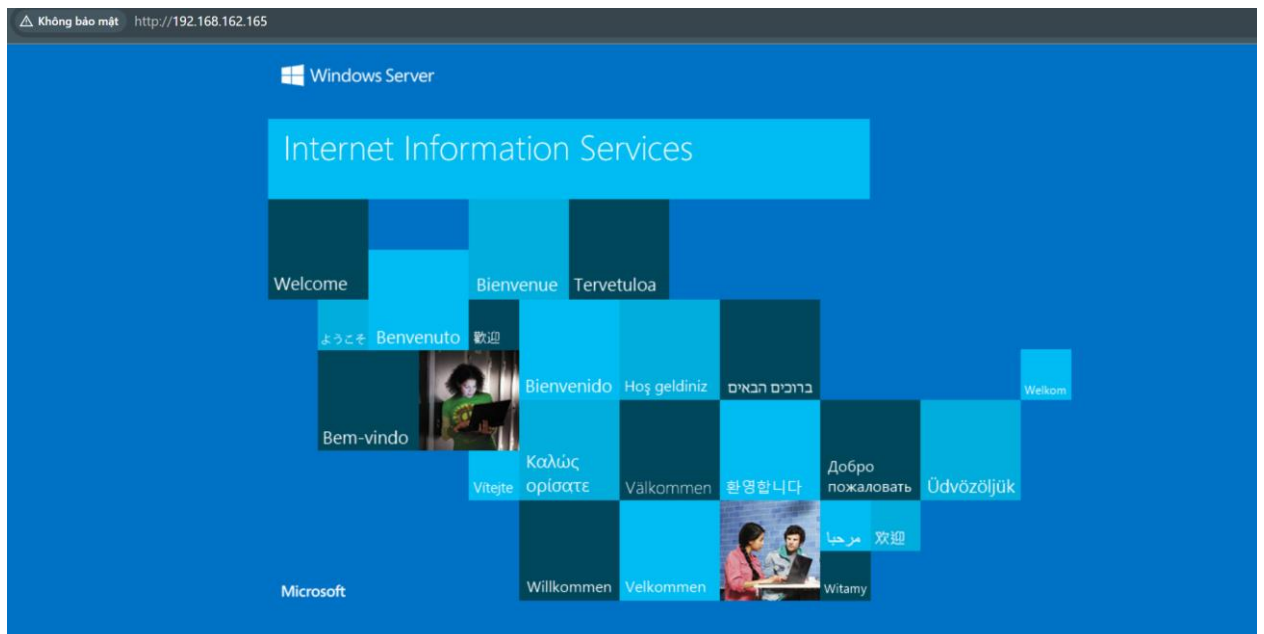 Không bảo mật http://192.168.162.165
Windows Server
Internet Information Services
Welcome
Bienvenue
Tervetuloa
ようこそ
Benvenuto
歡迎
Bienvenido
Hoş geldiniz
ברוכים הבאים
Welkom
Bem-vindo
Vítejte
Καλώς
ορίσατε
Välkommen
환영합니다
Добро
пожаловать
Üdvözöljük
مرحبا
欢迎
Microsoft
Willkommen
Velkommen
Witamy